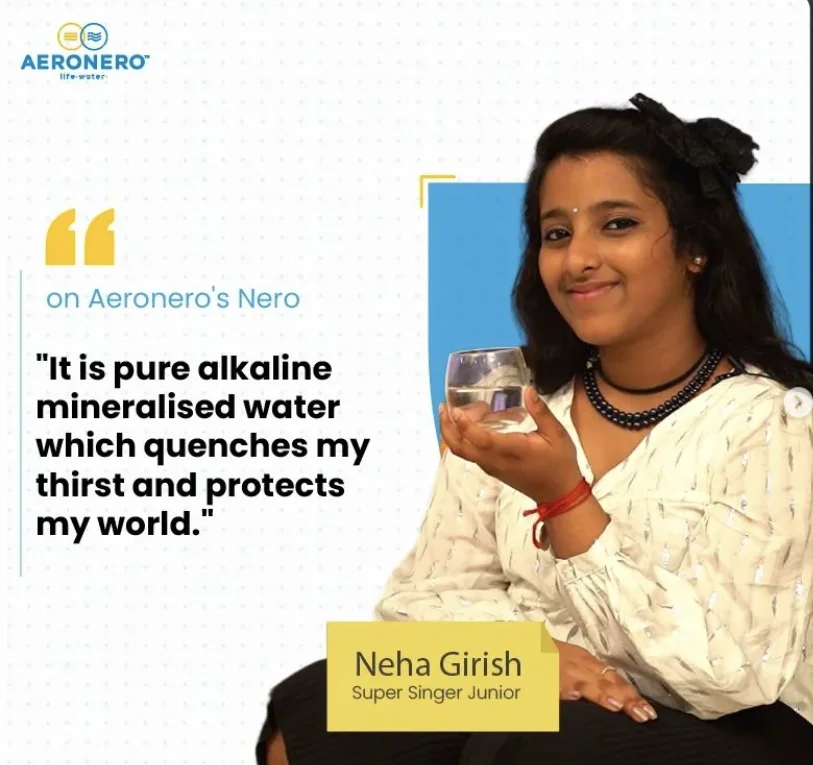 AERONERO™
life-water
on Aeronero's Nero
"It is pure alkaline
mineralised water
which quenches my
thirst and protects
my world."
Neha Girish
Super Singer Junior